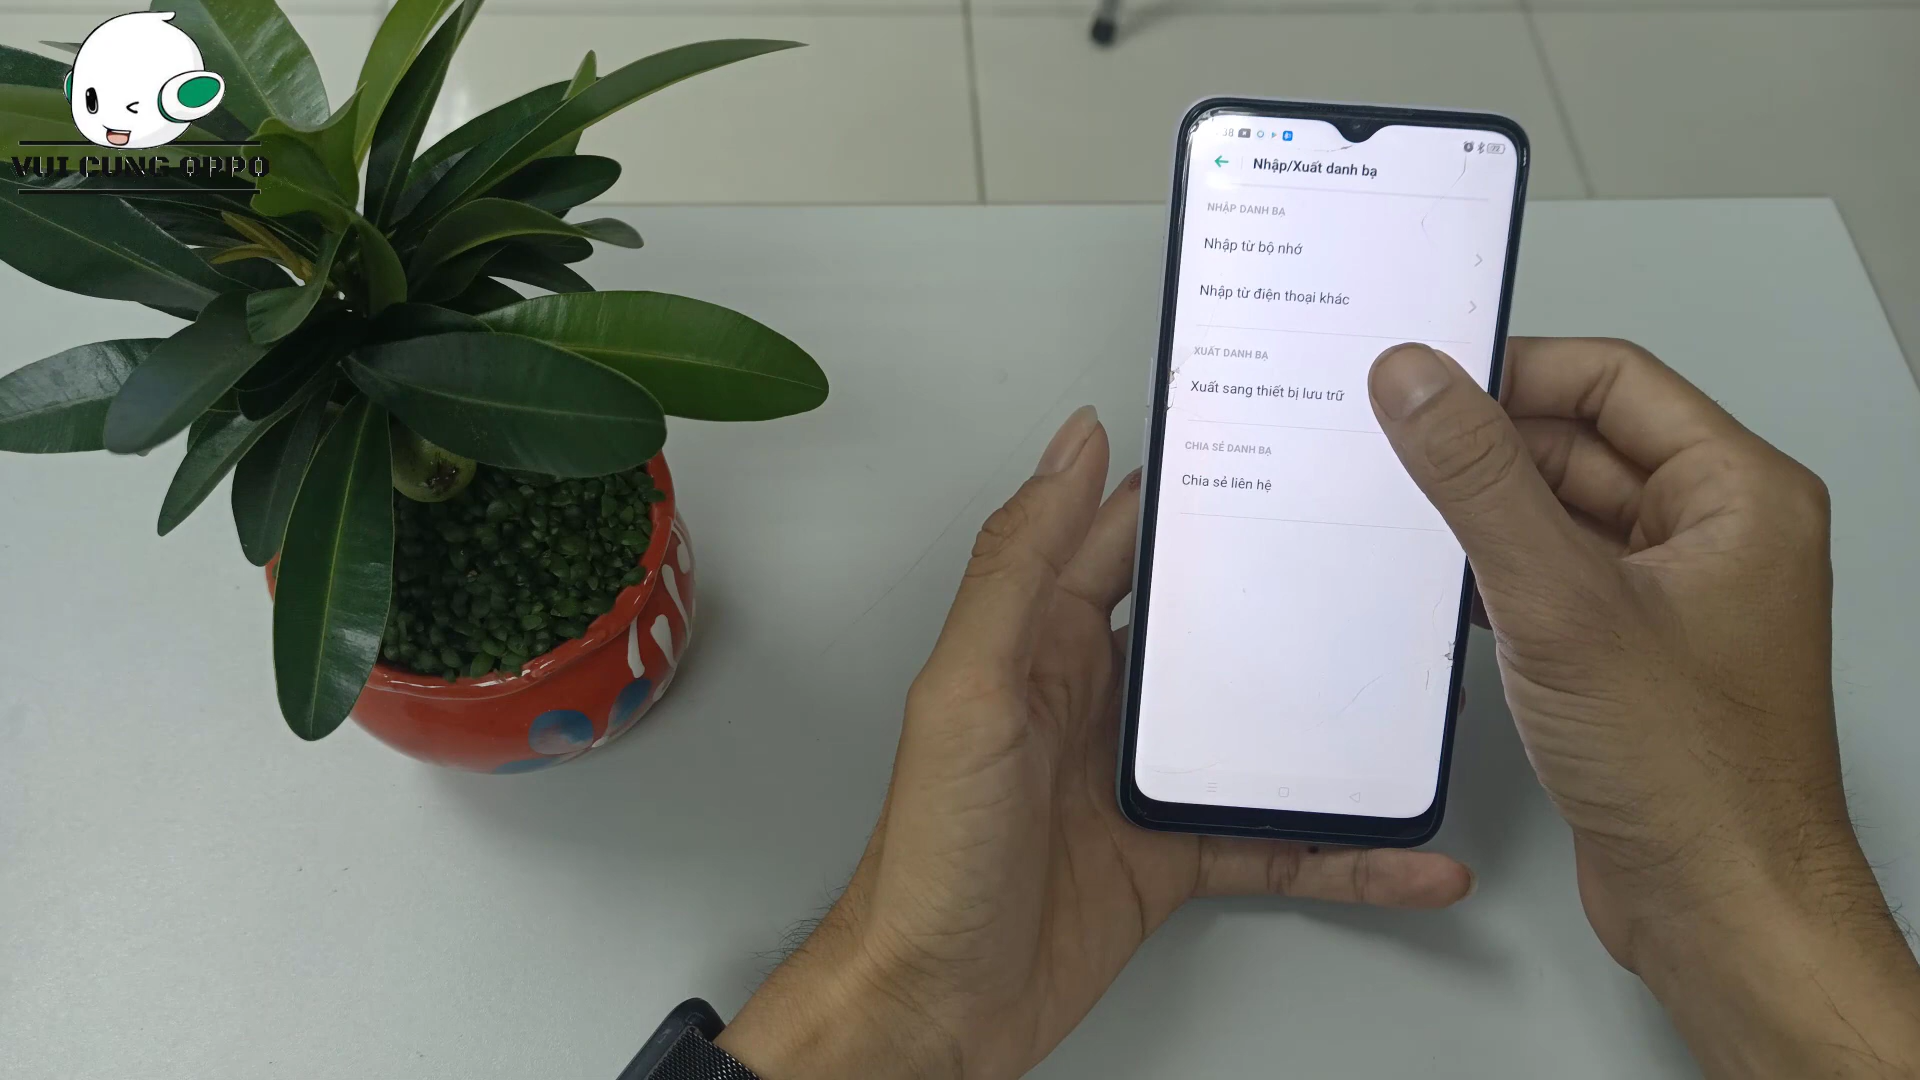 VUI CUNG OPPO
Nhập/Xuất danh bạ
NHẬP DANH BẠ
Nhập từ bộ nhớ
Nhập từ điện thoại khác
XUẤT DANH BẠ
Xuất sang thiết bị lưu trữ
CHIA SẺ DANH BẠ
Chia sẻ liên hệ